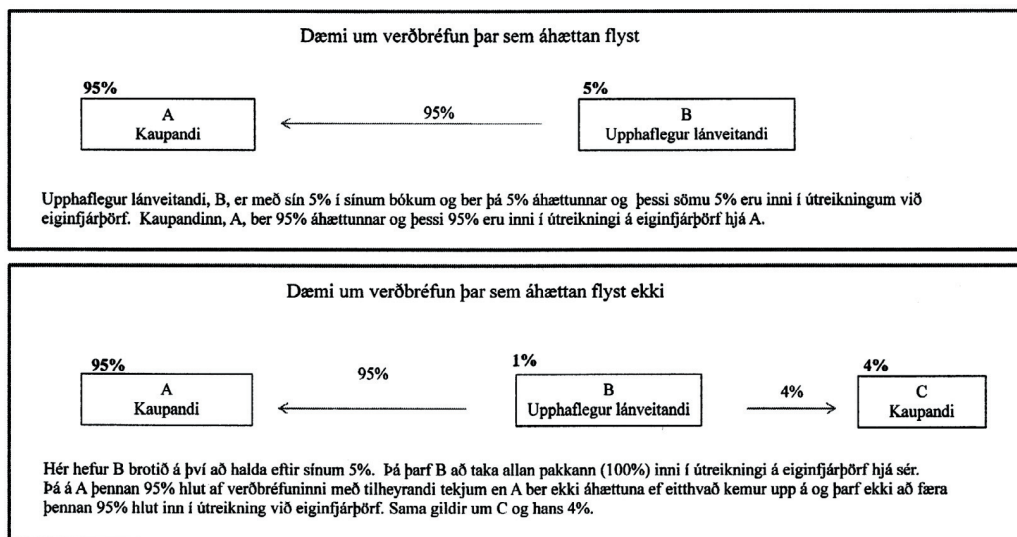 Dæmi um verðbréfun þar sem áhættan flyst
95%
5%
A
Kaupandi
95%
B
Upphaflegur lánveitandi
Upphaflegur lánveitandi, B, er með sín 5% í sínum bókum og ber þá 5% áhættunnar og þessi sömu 5% eru inni í útreikningum við
eiginfjárþörf. Kaupandinn, A, ber 95% áhættunnar og þessi 95% eru inni í útreikningi á eiginfjárþörf hjá A.
Dæmi um verðbréfun þar sem áhættan flyst ekki
95%
1%
4%
A
Kaupandi
95%
B
Upphaflegur lánveitandi
4%
C
Kaupandi
Hér hefur B brotið á því að halda eftir sínum 5%. Þá þarf B að taka allan pakkann (100%) inni í útreikningi á eiginfjárþörf hjá sér.
Þá á A þennan 95% hlut af verðbréfuninni með tilheyrandi tekjum en A ber ekki áhættuna ef eitthvað kemur upp á og þarf ekki að færa
þennan 95% hlut inn í útreikning við eiginfjárþörf. Sama gildir um C og hans 4%.